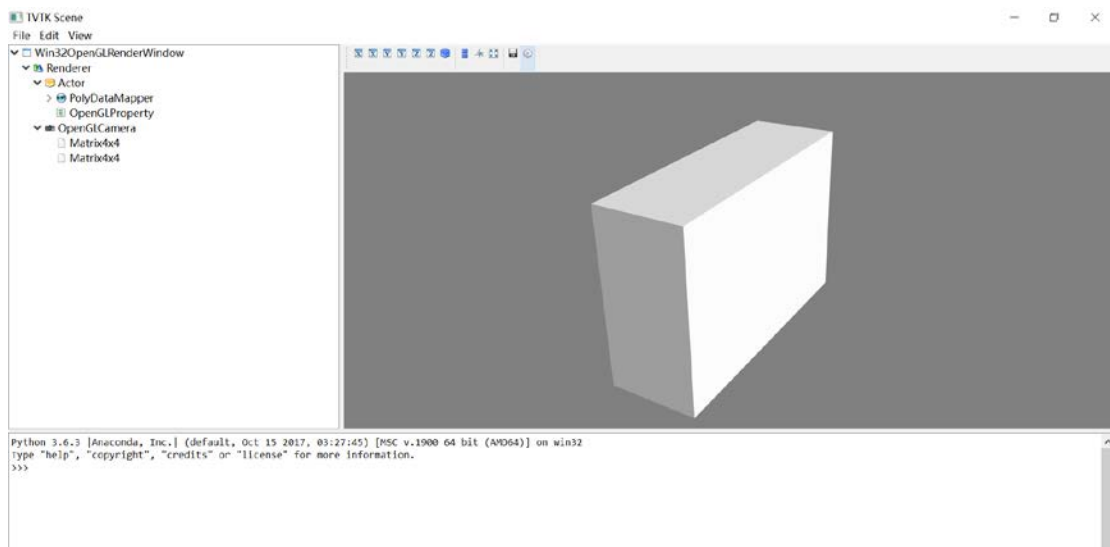 TVTK Scene
File Edit View
Win32OpenGLRenderWindow
Renderer
Actor
PolyDataMapper
OpenGLProperty
OpenGLCamera
Matrix4x4
Matrix4x4
X X Y Y Z Z
Python 3.6.3 |Anaconda, Inc.| (default, Oct 15 2017, 03:27:45) [MSC v.1900 64 bit (AMD64)] on win32
Type "help", "copyright", "credits" or "license" for more information.
>>>